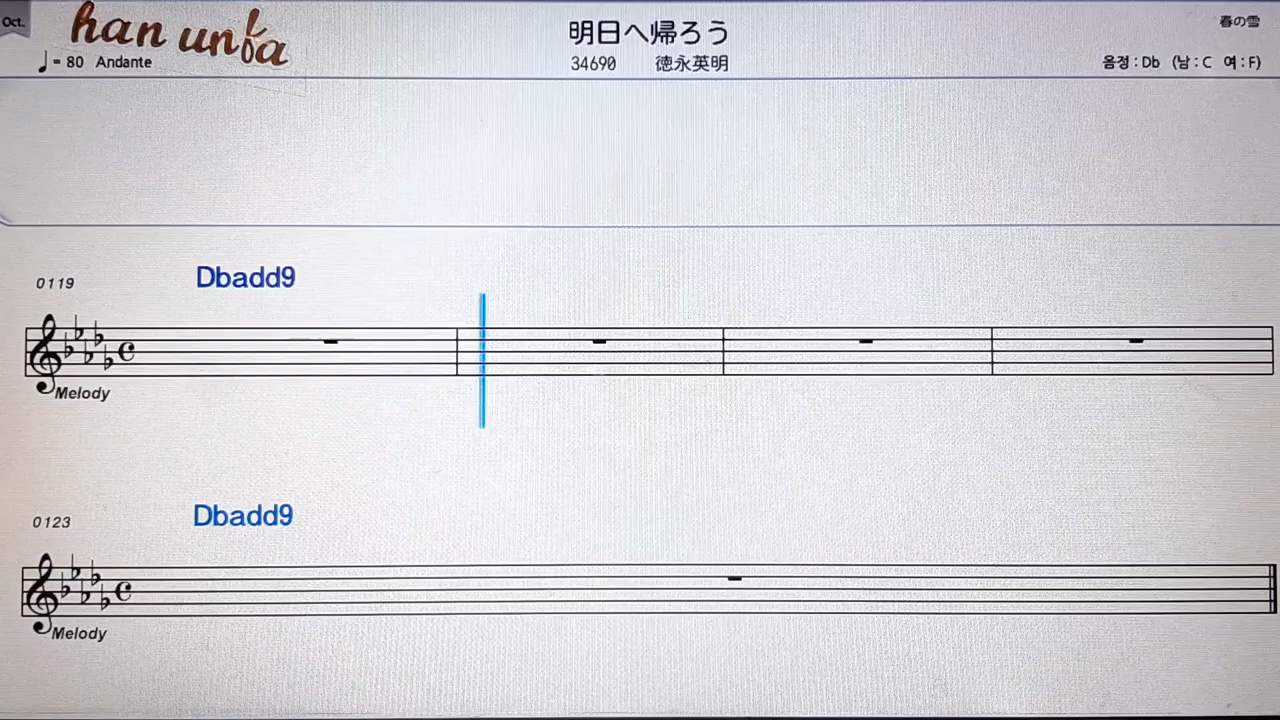 Oct.
han unba
♩= 80 Andante
明日へ帰ろう
34690 徳永英明
春の雪
음정 : Db (남 : C 여 : F)
0119
Dbadd9
Melody
0123
Dbadd9
Melody